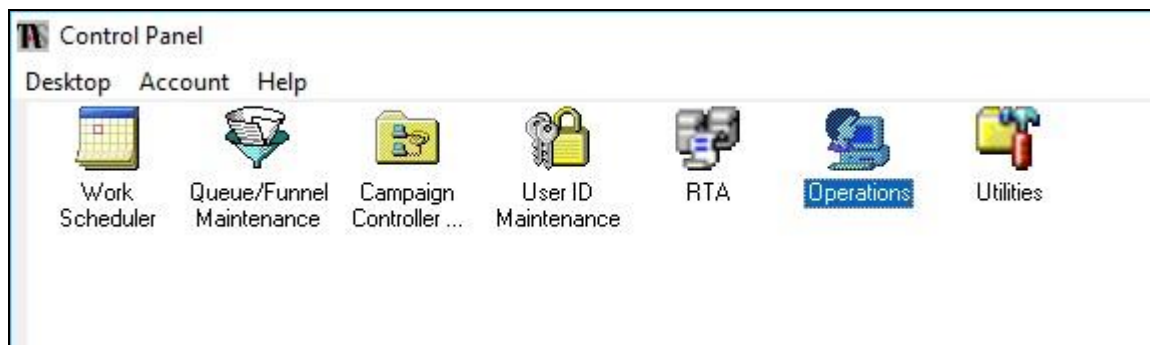 Control Panel
Desktop Account Help
Work Scheduler
Queue/Funnel Maintenance
Campaign Controller ...
User ID Maintenance
RTA
Operations
Utilities